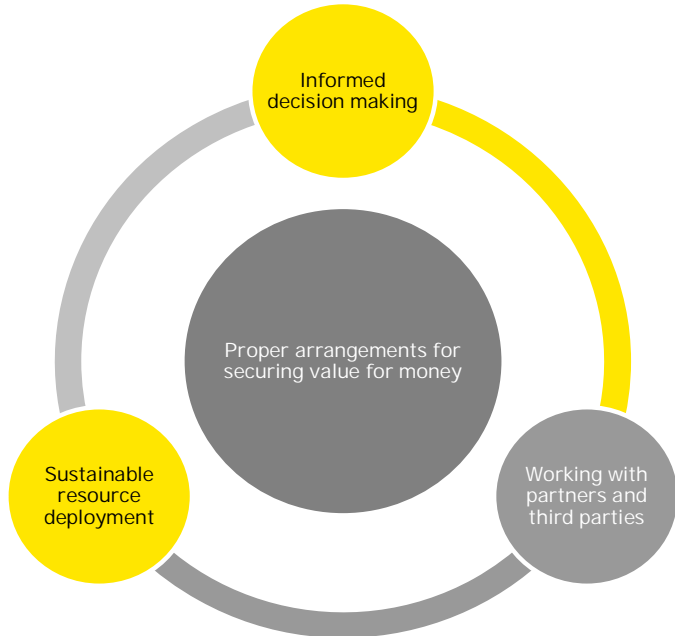 Informed
decision making
Proper arrangements for
securing value for money
Sustainable
resource
deployment
Working with
partners and
third parties